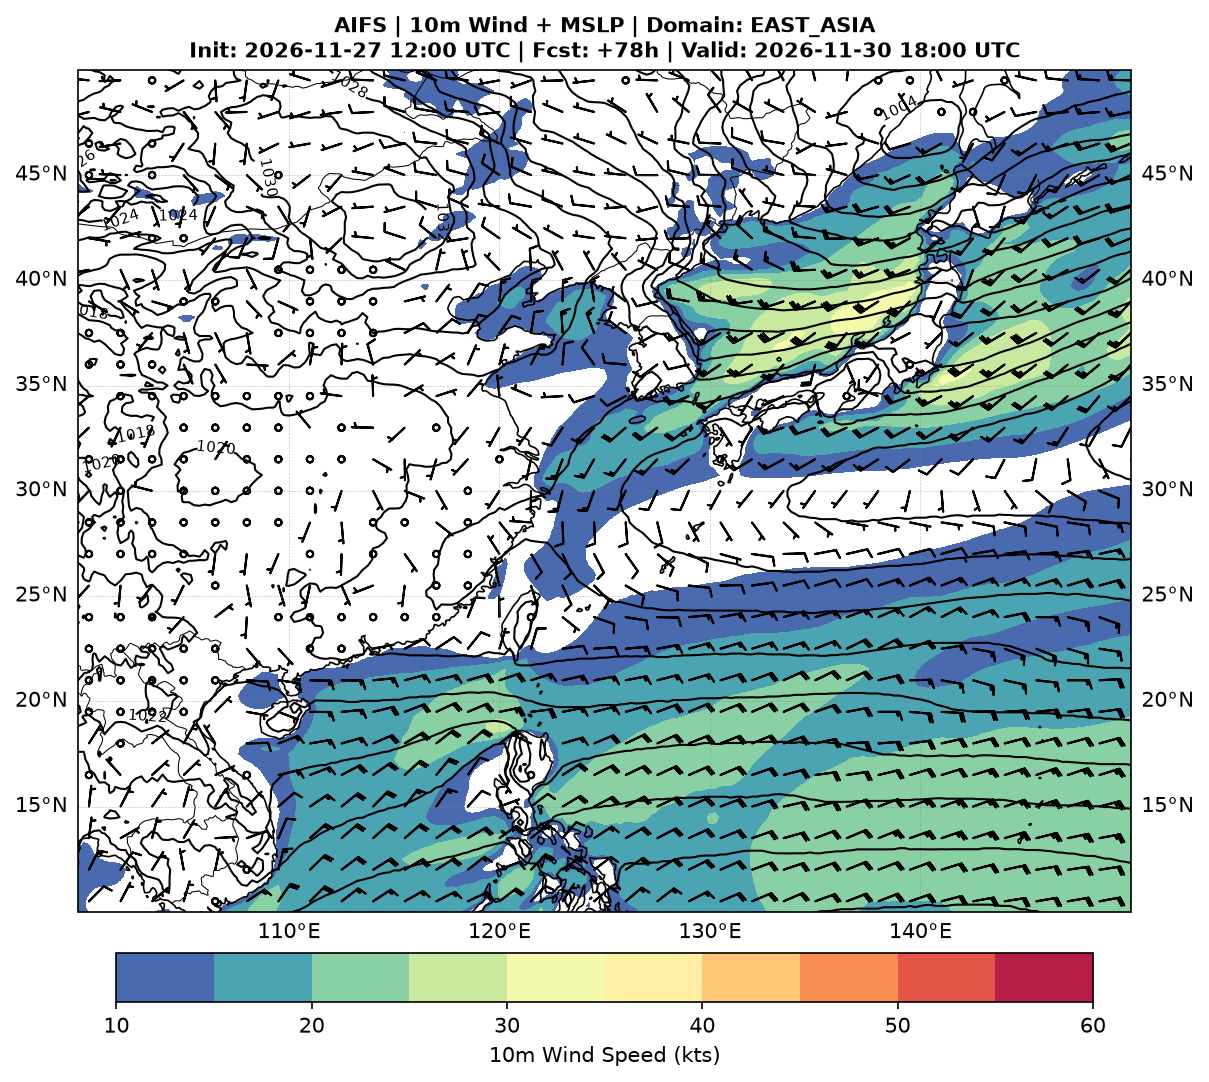 AIFS | 10m Wind + MSLP | Domain: EAST_ASIA
Init: 2026-11-27 12:00 UTC | Fcst: +78h | Valid: 2026-11-30 18:00 UTC
1028
1004
1030
1024
1024
1018
1020
1020
1022
45°N 45°N
40°N 40°N
35°N 35°N
30°N 30°N
25°N 25°N
20°N 20°N
15°N 15°N
110°E 120°E 130°E 140°E
10 20 30 40 50 60
10m Wind Speed (kts)